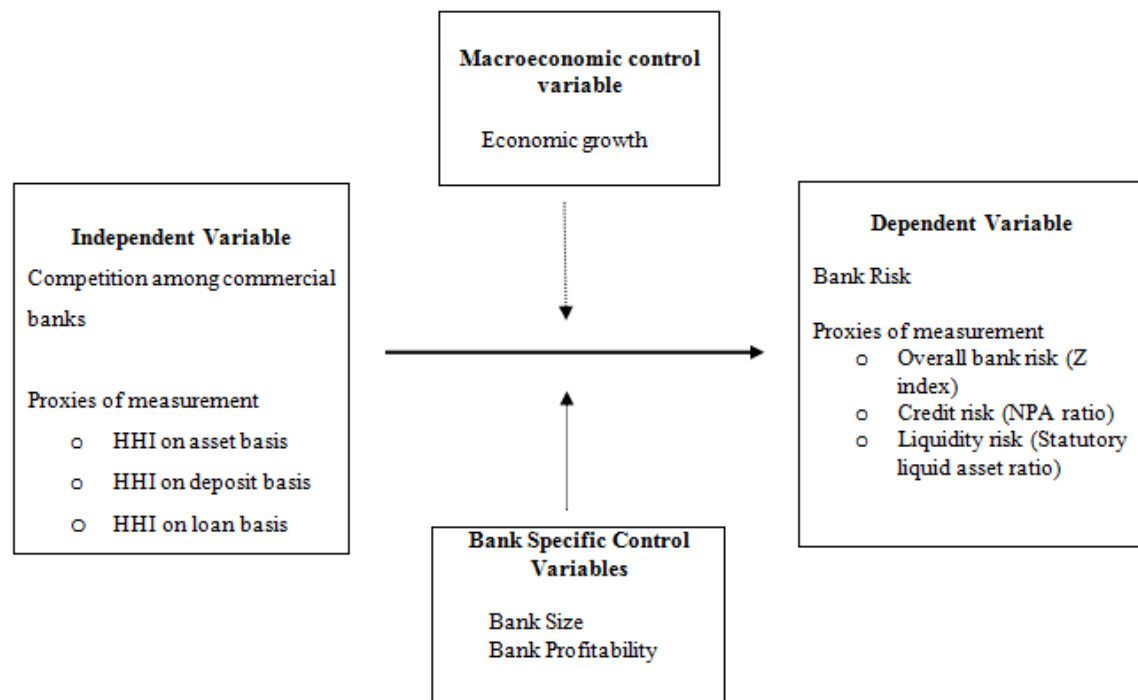 Macroeconomic control
variable
Economic growth
Independent Variable
Competition among commercial
banks
Proxies of measurement
o HHI on asset basis
o HHI on deposit basis
o HHI on loan basis
Dependent Variable
Bank Risk
Proxies of measurement
o Overall bank risk (Z
index)
o Credit risk (NPA ratio)
o Liquidity risk (Statutory
liquid asset ratio)
Bank Specific Control
Variables
Bank Size
Bank Profitability